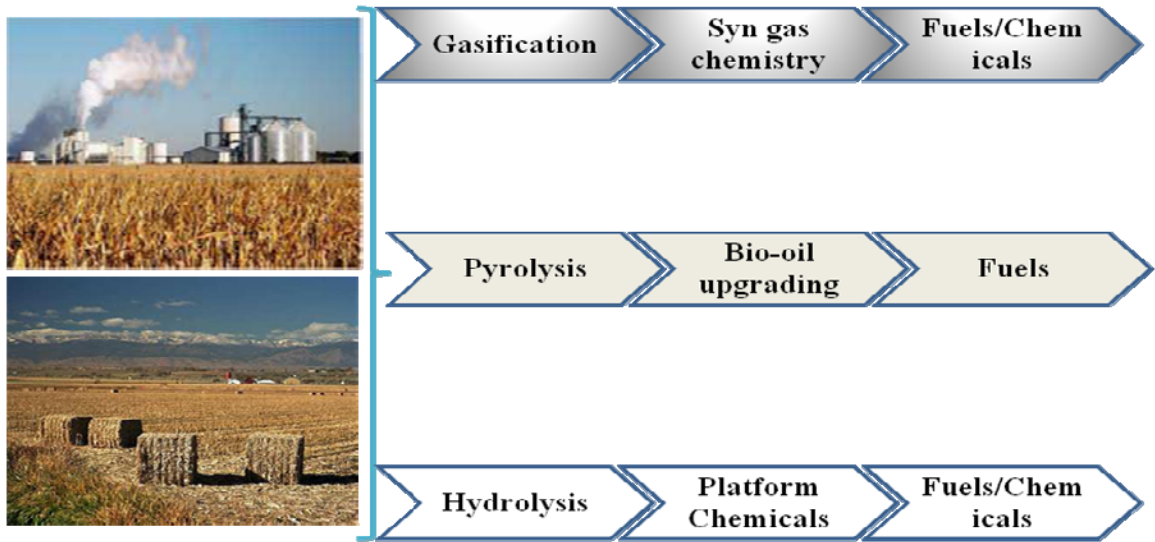 Gasification
Syn gas
chemistry
Fuels/Chem
icals
Pyrolysis
Bio-oil
upgrading
Fuels
Hydrolysis
Platform
Chemicals
Fuels/Chem
icals